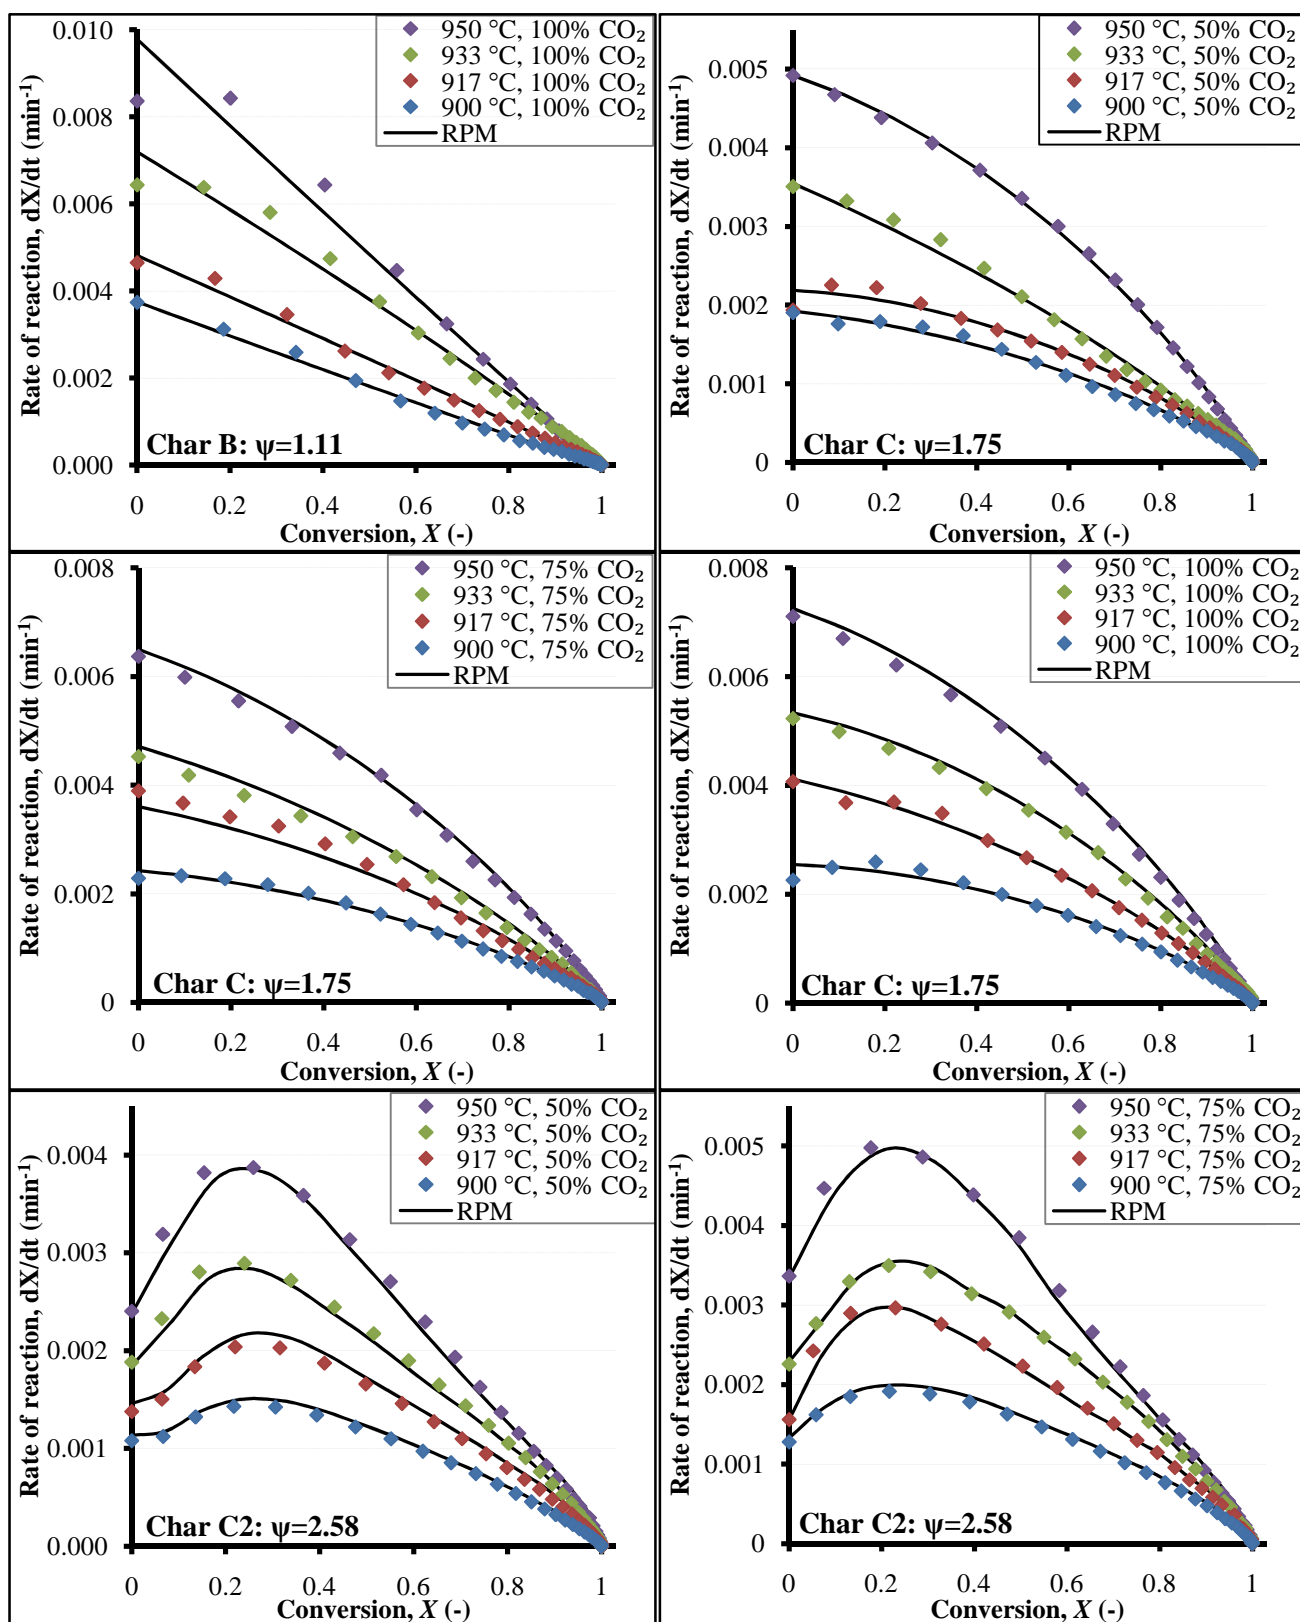 950 °C, 100% CO₂
933 °C, 100% CO₂
917 °C, 100% CO₂
900 °C, 100% CO₂
RPM
0.010
0.008
0.006
0.004
0.002
0.000
Rate of reaction, dX/dt (min⁻¹)
Char B: ψ=1.11
0 0.2 0.4 0.6 0.8 1
Conversion, X (-)
950 °C, 50% CO₂
933 °C, 50% CO₂
917 °C, 50% CO₂
900 °C, 50% CO₂
RPM
0.005
0.004
0.003
0.002
0.001
0
Rate of reaction, dX/dt (min⁻¹)
Char C: ψ=1.75
0 0.2 0.4 0.6 0.8 1
Conversion, X (-)
950 °C, 75% CO₂
933 °C, 75% CO₂
917 °C, 75% CO₂
900 °C, 75% CO₂
RPM
0.008
0.006
0.004
0.002
0
Rate of reaction, dX/dt (min⁻¹)
Char C: ψ=1.75
0 0.2 0.4 0.6 0.8 1
Conversion, X (-)
950 °C, 100% CO₂
933 °C, 100% CO₂
917 °C, 100% CO₂
900 °C, 100% CO₂
RPM
0.008
0.006
0.004
0.002
0
Rate of reaction, dX/dt (min⁻¹)
Char C: ψ=1.75
0 0.2 0.4 0.6 0.8 1
Conversion, X (-)
950 °C, 50% CO₂
933 °C, 50% CO₂
917 °C, 50% CO₂
900 °C, 50% CO₂
RPM
0.004
0.003
0.002
0.001
0.000
Rate of reaction, dX/dt (min⁻¹)
Char C2: ψ=2.58
0 0.2 0.4 0.6 0.8 1
Conversion, X (-)
950 °C, 75% CO₂
933 °C, 75% CO₂
917 °C, 75% CO₂
900 °C, 75% CO₂
RPM
0.005
0.004
0.003
0.002
0.001
0
Rate of reaction, dX/dt (min⁻¹)
Char C2: ψ=2.58
0 0.2 0.4 0.6 0.8 1
Conversion, X (-)